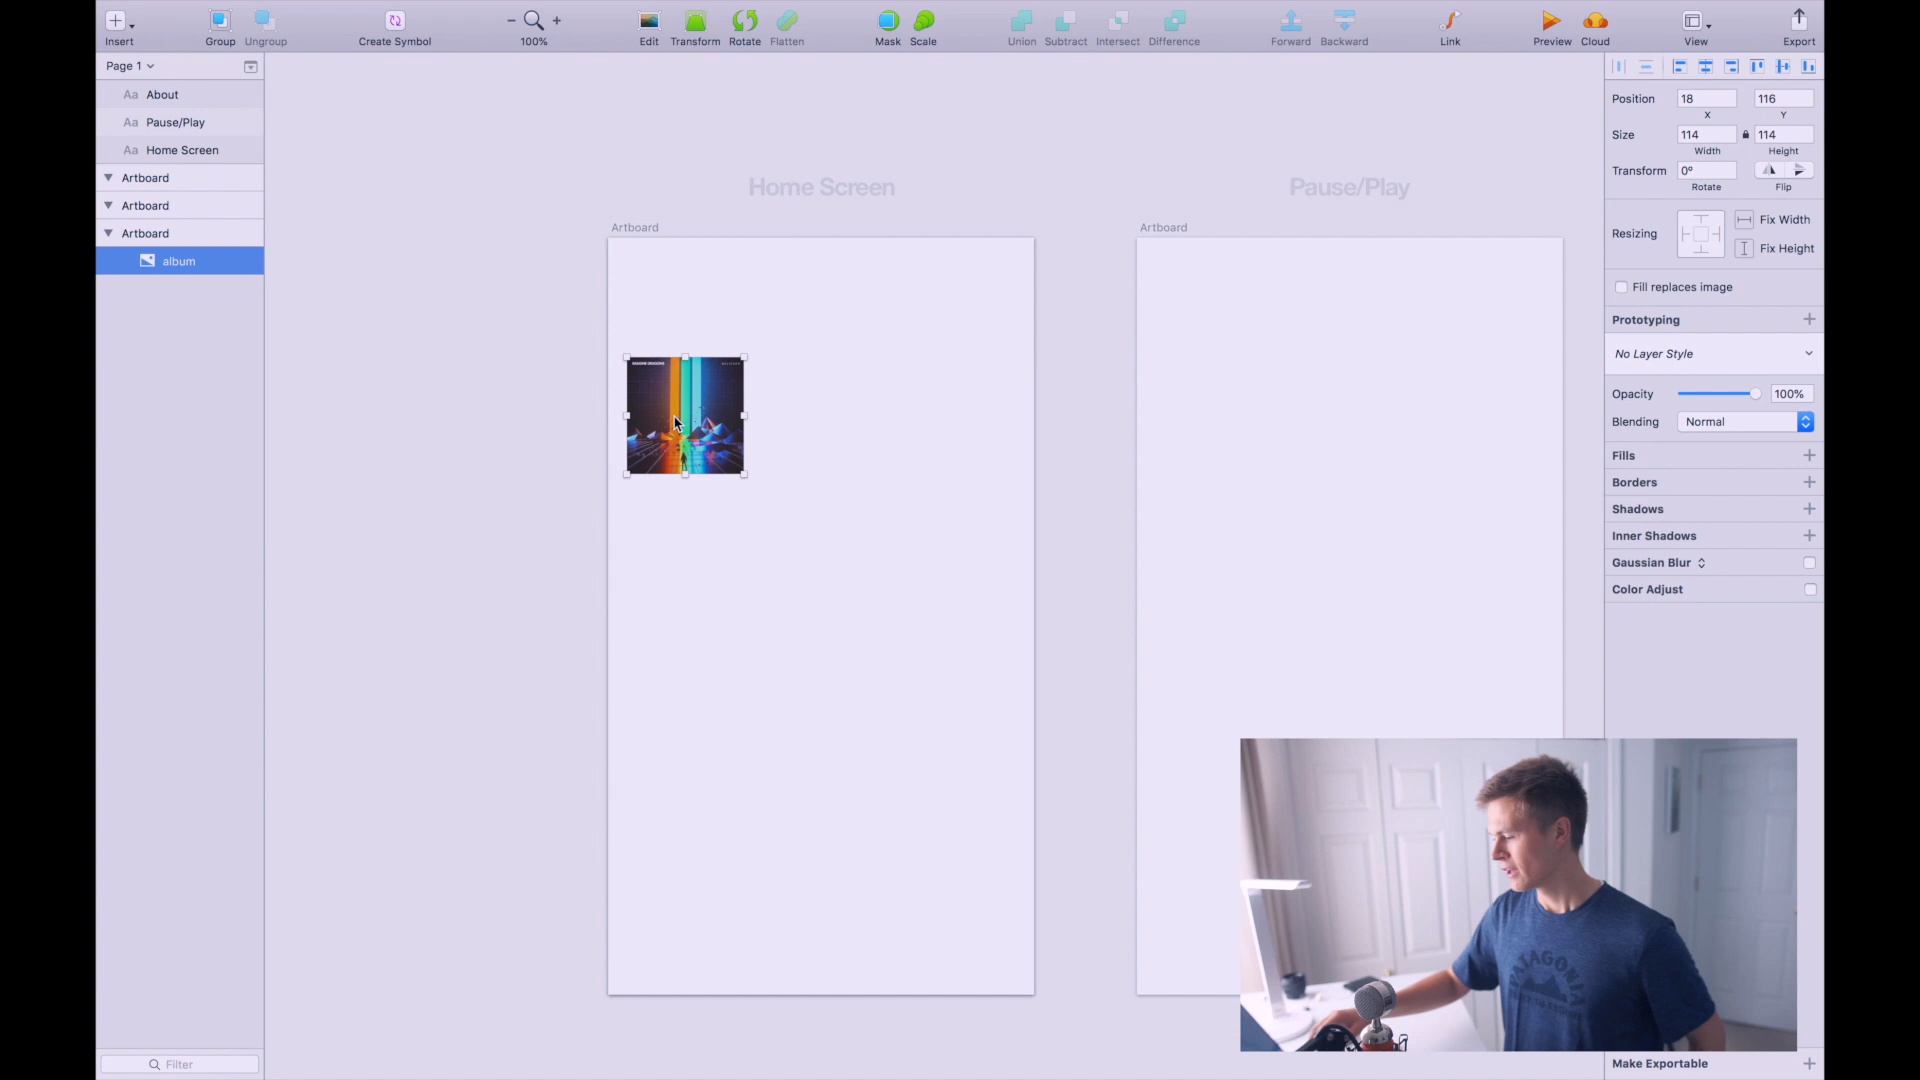 Insert
Group
Ungroup
Create Symbol
100%
Edit
Transform
Rotate
Flatten
Mask
Scale
Union
Subtract
Intersect
Difference
Forward
Backward
Link
Preview
Cloud
View
Export
Page 1
Aa About
Aa Pause/Play
Aa Home Screen
Artboard
Artboard
Artboard
album
Filter
Home Screen
Artboard
IMAGINE DRAGONS
Pause/Play
Artboard
Position 18 116
X Y
Size 114 114
Width Height
Transform 0º
Rotate Flip
Resizing
Fix Width
Fix Height
Fill replaces image
Prototyping
No Layer Style
Opacity 100%
Blending Normal
Fills
Borders
Shadows
Inner Shadows
Gaussian Blur
Color Adjust
PATAGONIA
Make Exportable